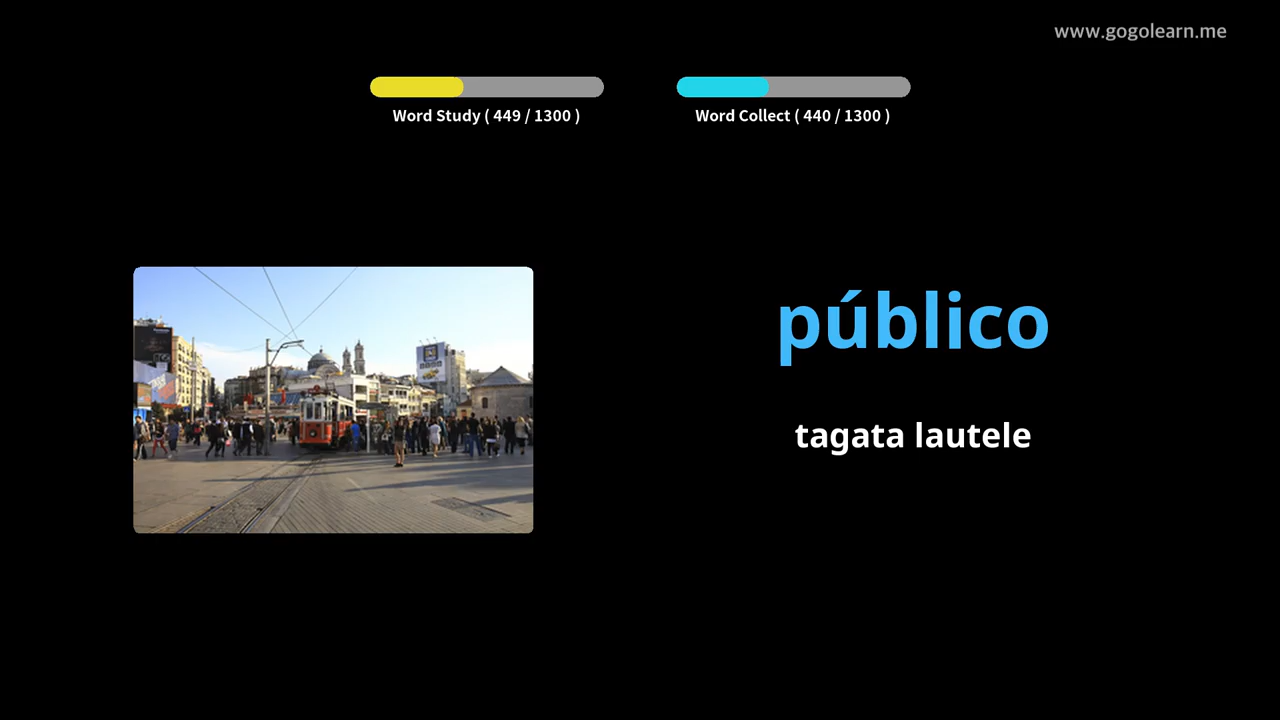 www.gogolearn.me
Word Study ( 449 / 1300 )
Word Collect ( 440 / 1300 )
público
tagata lautele